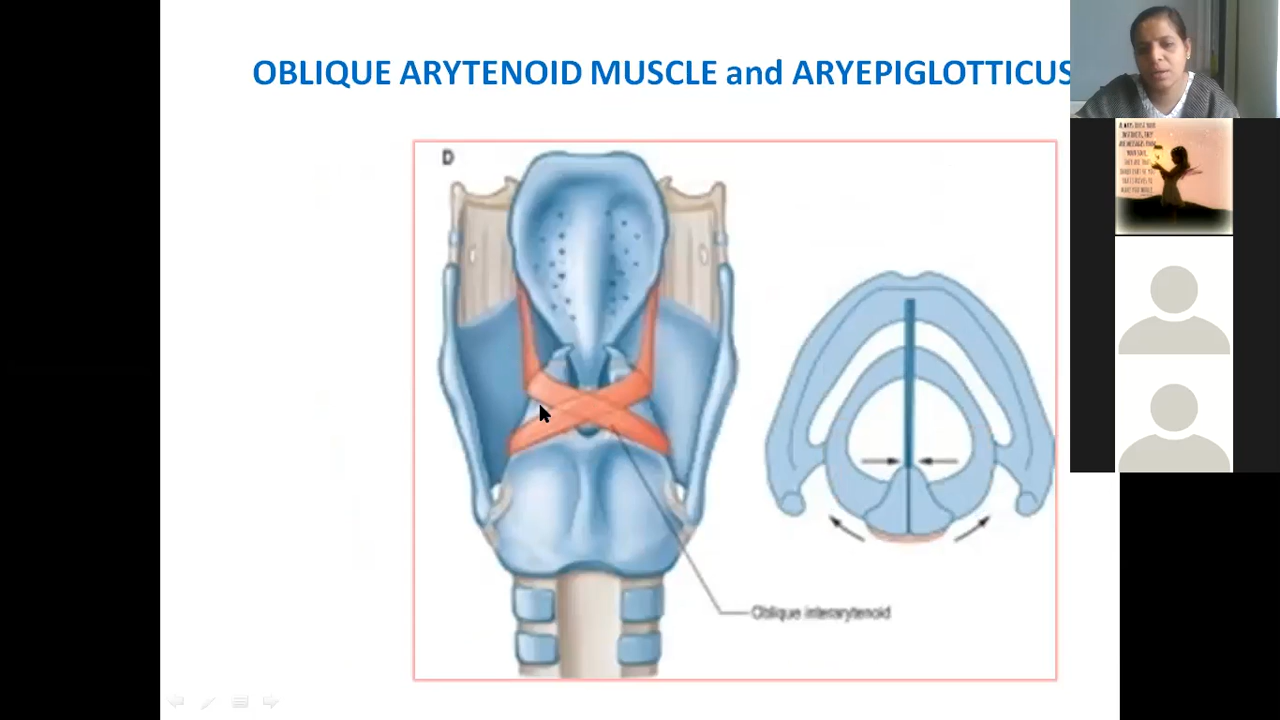 OBLIQUE ARYTENOID MUSCLE and ARYEPIGLOTTICUS
D
Oblique interarytenoid